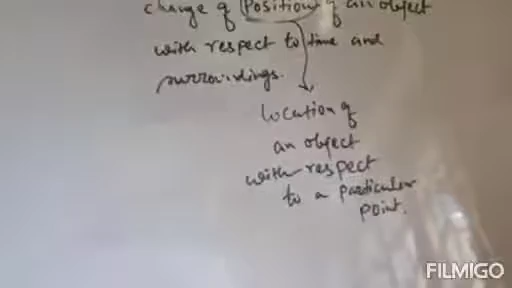 change of Position of an object
with respect to time and
surroundings.
location of
an object
with respect
to a particular
point.
FILMIGO